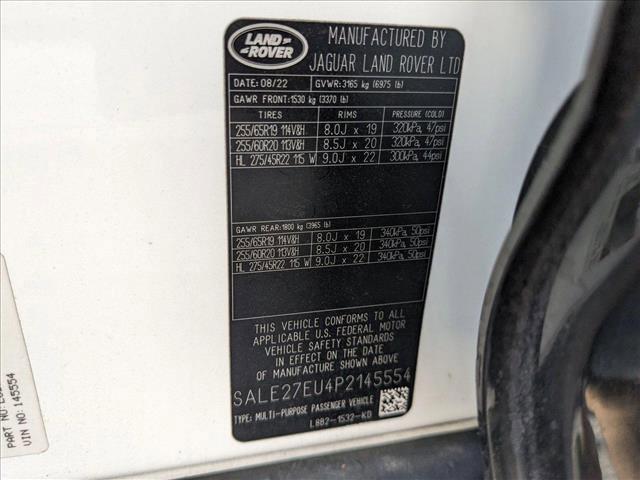 LAND ROVER
MANUFACTURED BY
JAGUAR LAND ROVER LTD
DATE: 08/22 GVWR: 3165 kg (6975 lb)
GAWR FRONT: 1530 kg (3370 lb)
TIRES RIMS PRESSURE (COLD)
255/65R19 114V&H 8.0J x 19 320kPa, 47psi
255/60R20 113V&H 8.5J x 20 320kPa, 47psi
HL 275/45R22 115 W 9.0J x 22 300kPa, 44psi
GAWR REAR: 1800 kg (3965 lb)
255/65R19 114V&H 8.0J x 19 340kPa, 50psi
255/60R20 113V&H 8.5J x 20 340kPa, 50psi
HL 275/45R22 115 W 9.0J x 22 340kPa, 50psi
THIS VEHICLE CONFORMS TO ALL
APPLICABLE U.S. FEDERAL MOTOR
VEHICLE SAFETY STANDARDS
IN EFFECT ON THE DATE OF
MANUFACTURE SHOWN ABOVE.
SALE27EU4P2145554
TYPE: MULTI-PURPOSE PASSENGER VEHICLE
L8B2-1532-KD
PART NO:
VIN NO: 145554